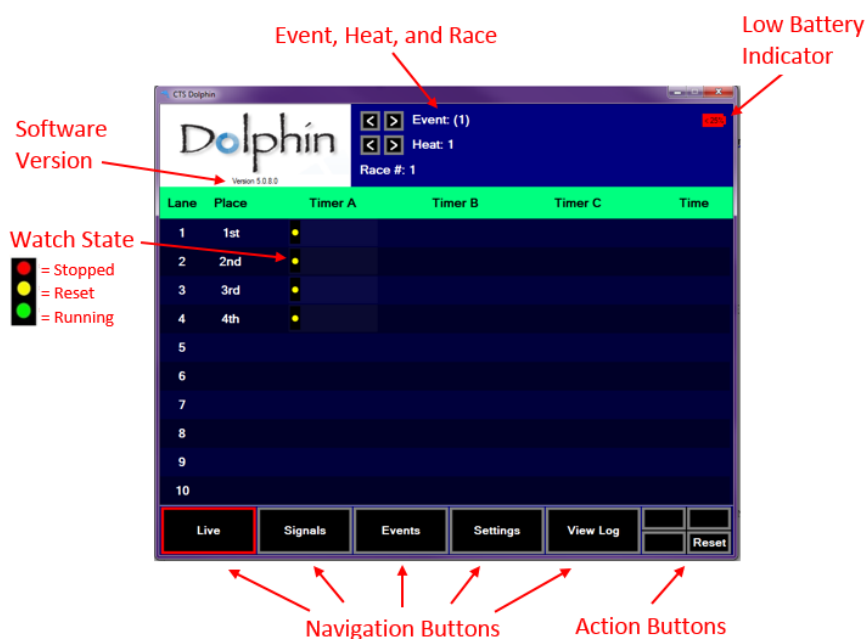 Event, Heat, and Race
Low Battery
Indicator
CTS Dolphin
Dolphin
Version 5.0.8.0
< > Event: (1)
< > Heat: 1
Race #: 1
Software
Version
Lane Place Timer A Timer B Timer C Time
1 1st
2 2nd
3 3rd
4 4th
5
6
7
8
9
10
Watch State
= Stopped
= Reset
= Running
Live Signals Events Settings View Log Reset
Navigation Buttons
Action Buttons